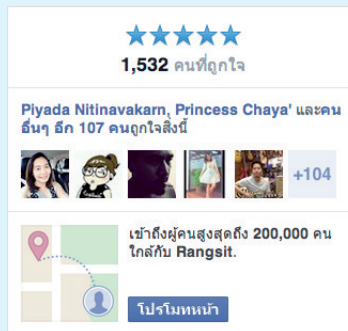 1,532 คนที่ถูกใจ
Piyada Nitinavakarn, Princess Chaya' และคน
อื่นๆ อีก 107 คนถูกใจสิ่งนี้
+104
เข้าถึงผู้คนสูงสุดถึง 200,000 คน
ใกล้กับ Rangsit.
โปรโมทหน้า